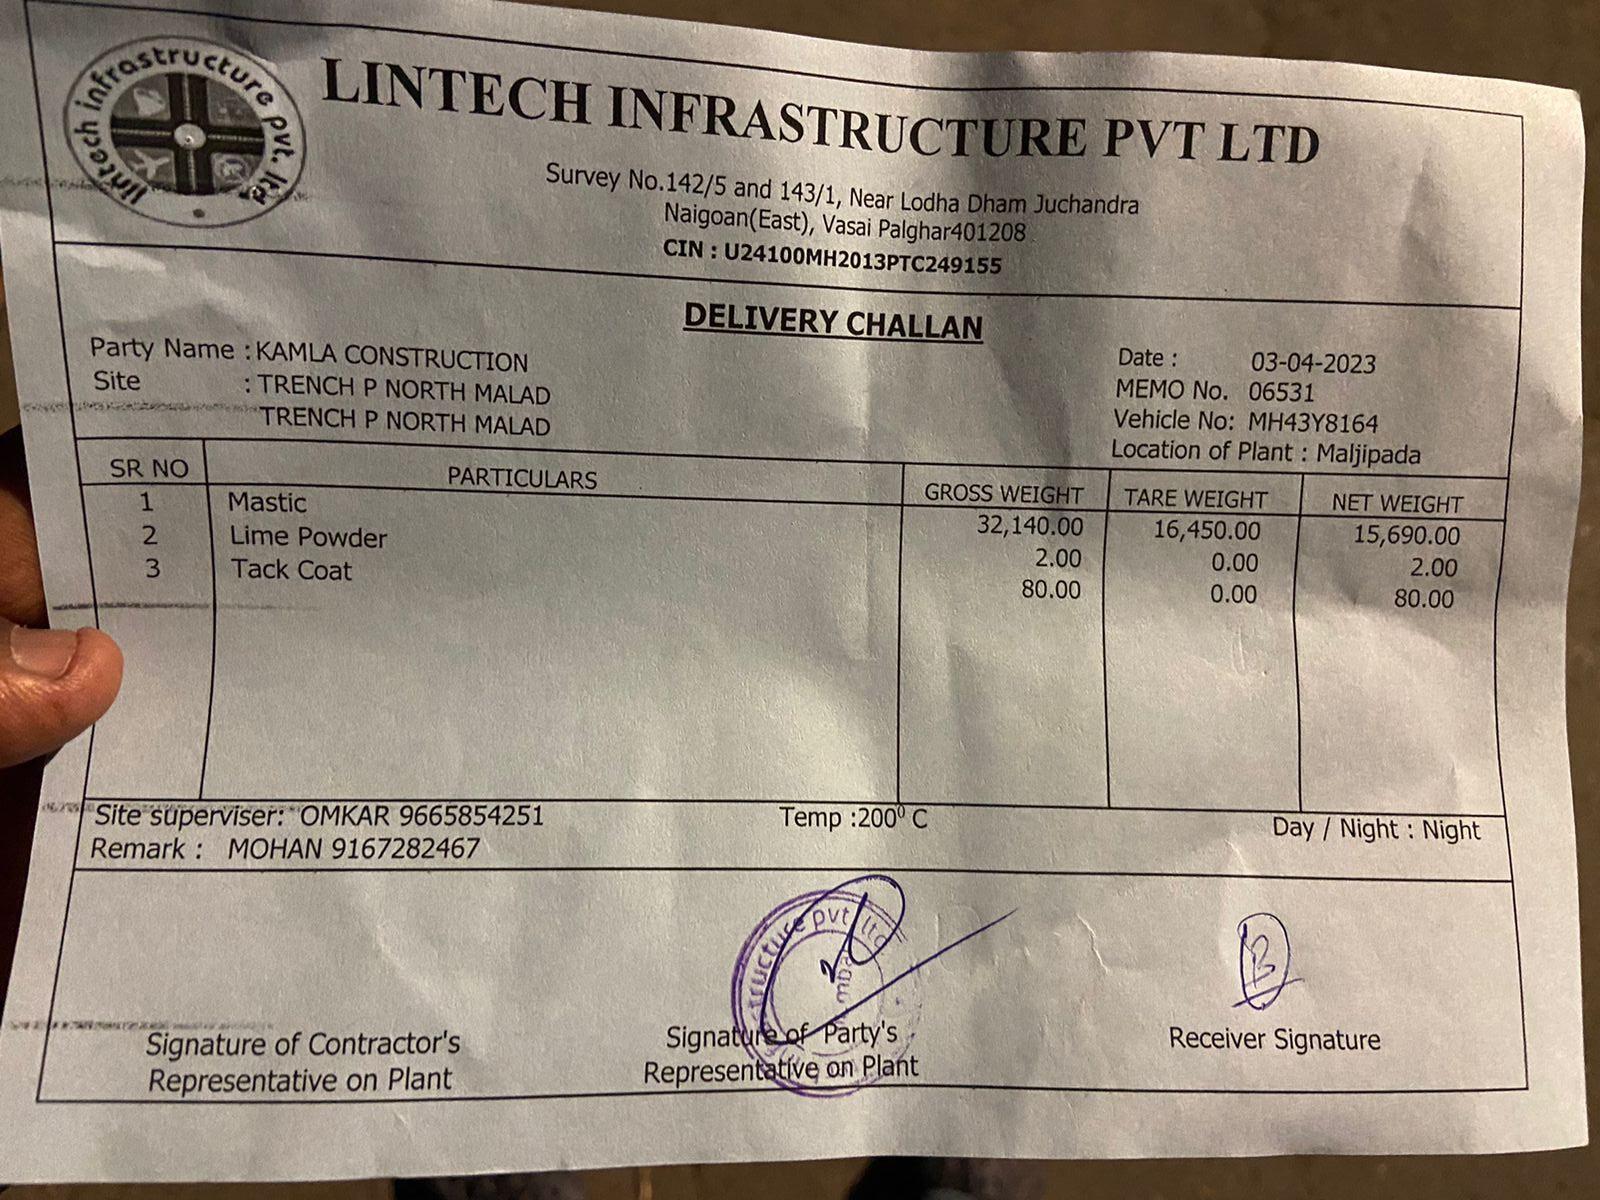 lintech infrastructure pvt. ltd.
LINTECH INFRASTRUCTURE PVT LTD
Survey No.142/5 and 143/1, Near Lodha Dham Juchandra
Naigoan(East), Vasai Palghar401208
CIN : U24100MH2013PTC249155
DELIVERY CHALLAN
Party Name : KAMLA CONSTRUCTION
Site : TRENCH P NORTH MALAD
TRENCH P NORTH MALAD
Date : 03-04-2023
MEMO No. 06531
Vehicle No: MH43Y8164
Location of Plant : Maljipada
SR NO PARTICULARS GROSS WEIGHT TARE WEIGHT NET WEIGHT
1 Mastic 32,140.00 16,450.00 15,690.00
2 Lime Powder 2.00 0.00 2.00
3 Tack Coat 80.00 0.00 80.00
Site superviser: OMKAR 9665854251 Temp :200⁰ C Day / Night : Night
Remark : MOHAN 9167282467
pvt ltd
Signature of Contractor's
Representative on Plant
Signature of Party's
Representative on Plant
Receiver Signature